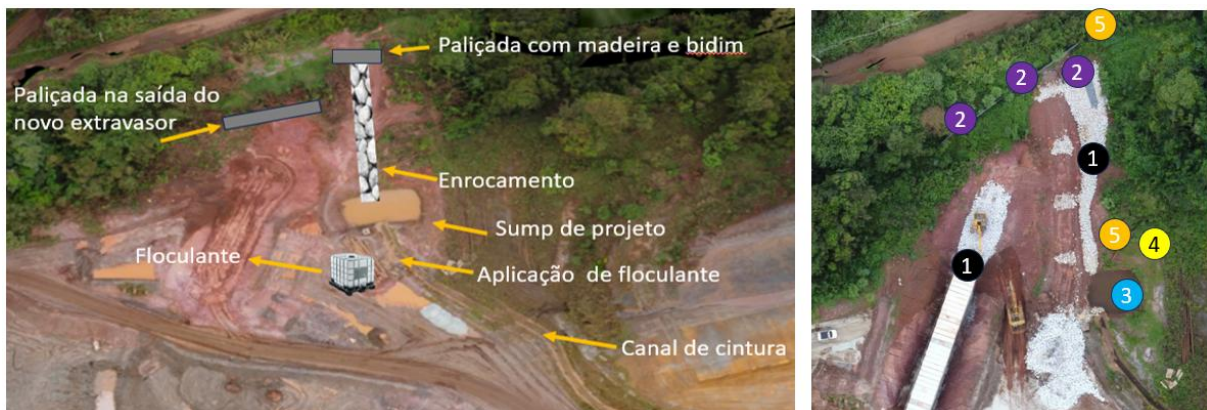 Paliçada com madeira e bidim
Paliçada na saída do
novo extravasor
Enrocamento
Sump de projeto
Floculante
Aplicação de floculante
Canal de cintura
5
2
2
2
1
5
4
1
3